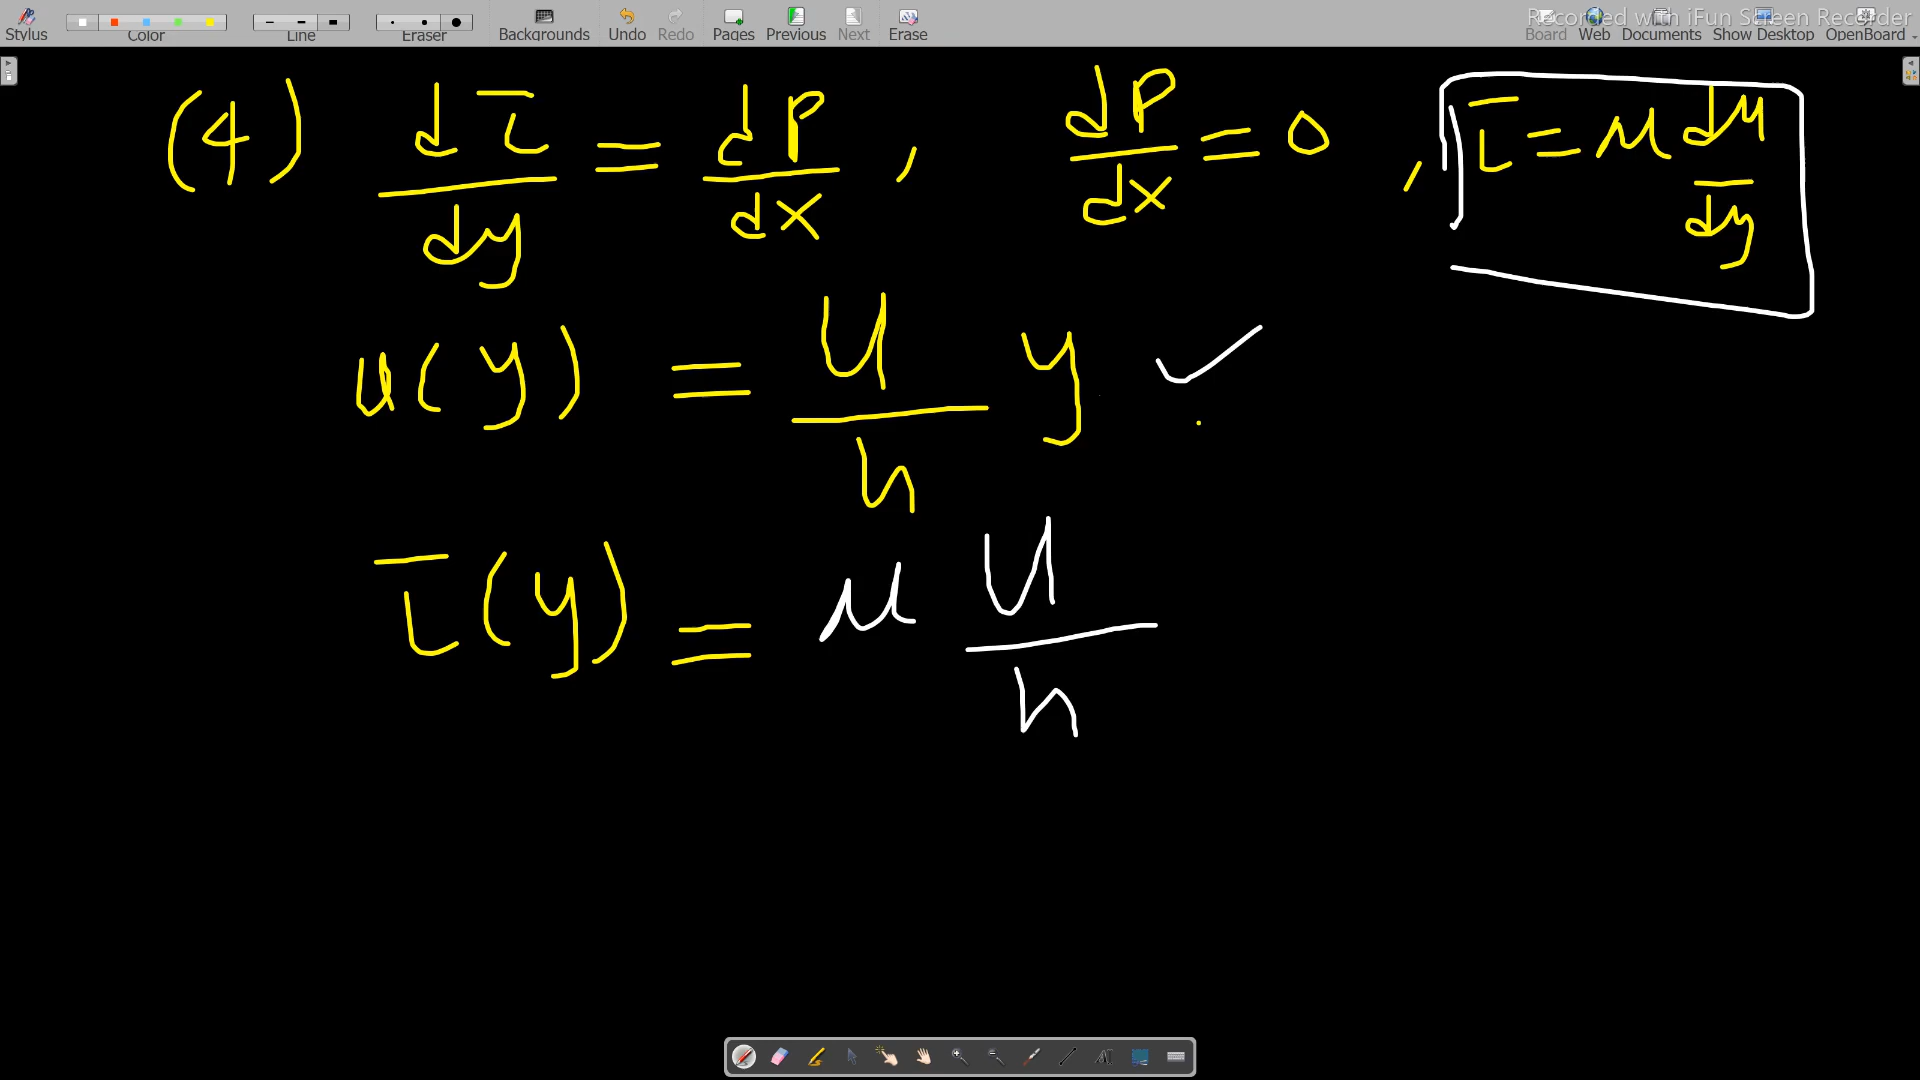 Recorded with iFun Screen Recorder
Stylus Color Line Eraser Backgrounds Undo Redo Pages Previous Next Erase Board Web Documents Show Desktop OpenBoard
(4) dτ/dy = dP/dx , dP/dx = 0 , τ = μ du/dy
u(y) = U/h y ✓
τ(y) = μ U/h